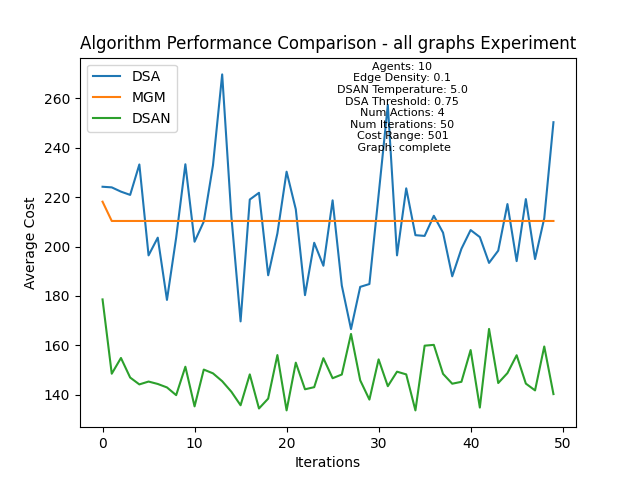 Algorithm Performance Comparison - all graphs Experiment
DSA
MGM
DSAN
Agents: 10
Edge Density: 0.1
DSAN Temperature: 5.0
DSA Threshold: 0.75
Num Actions: 4
Num Iterations: 50
Cost Range: 501
Graph: complete
Average Cost
260
240
220
200
180
160
140
0
10
20
30
40
50
Iterations